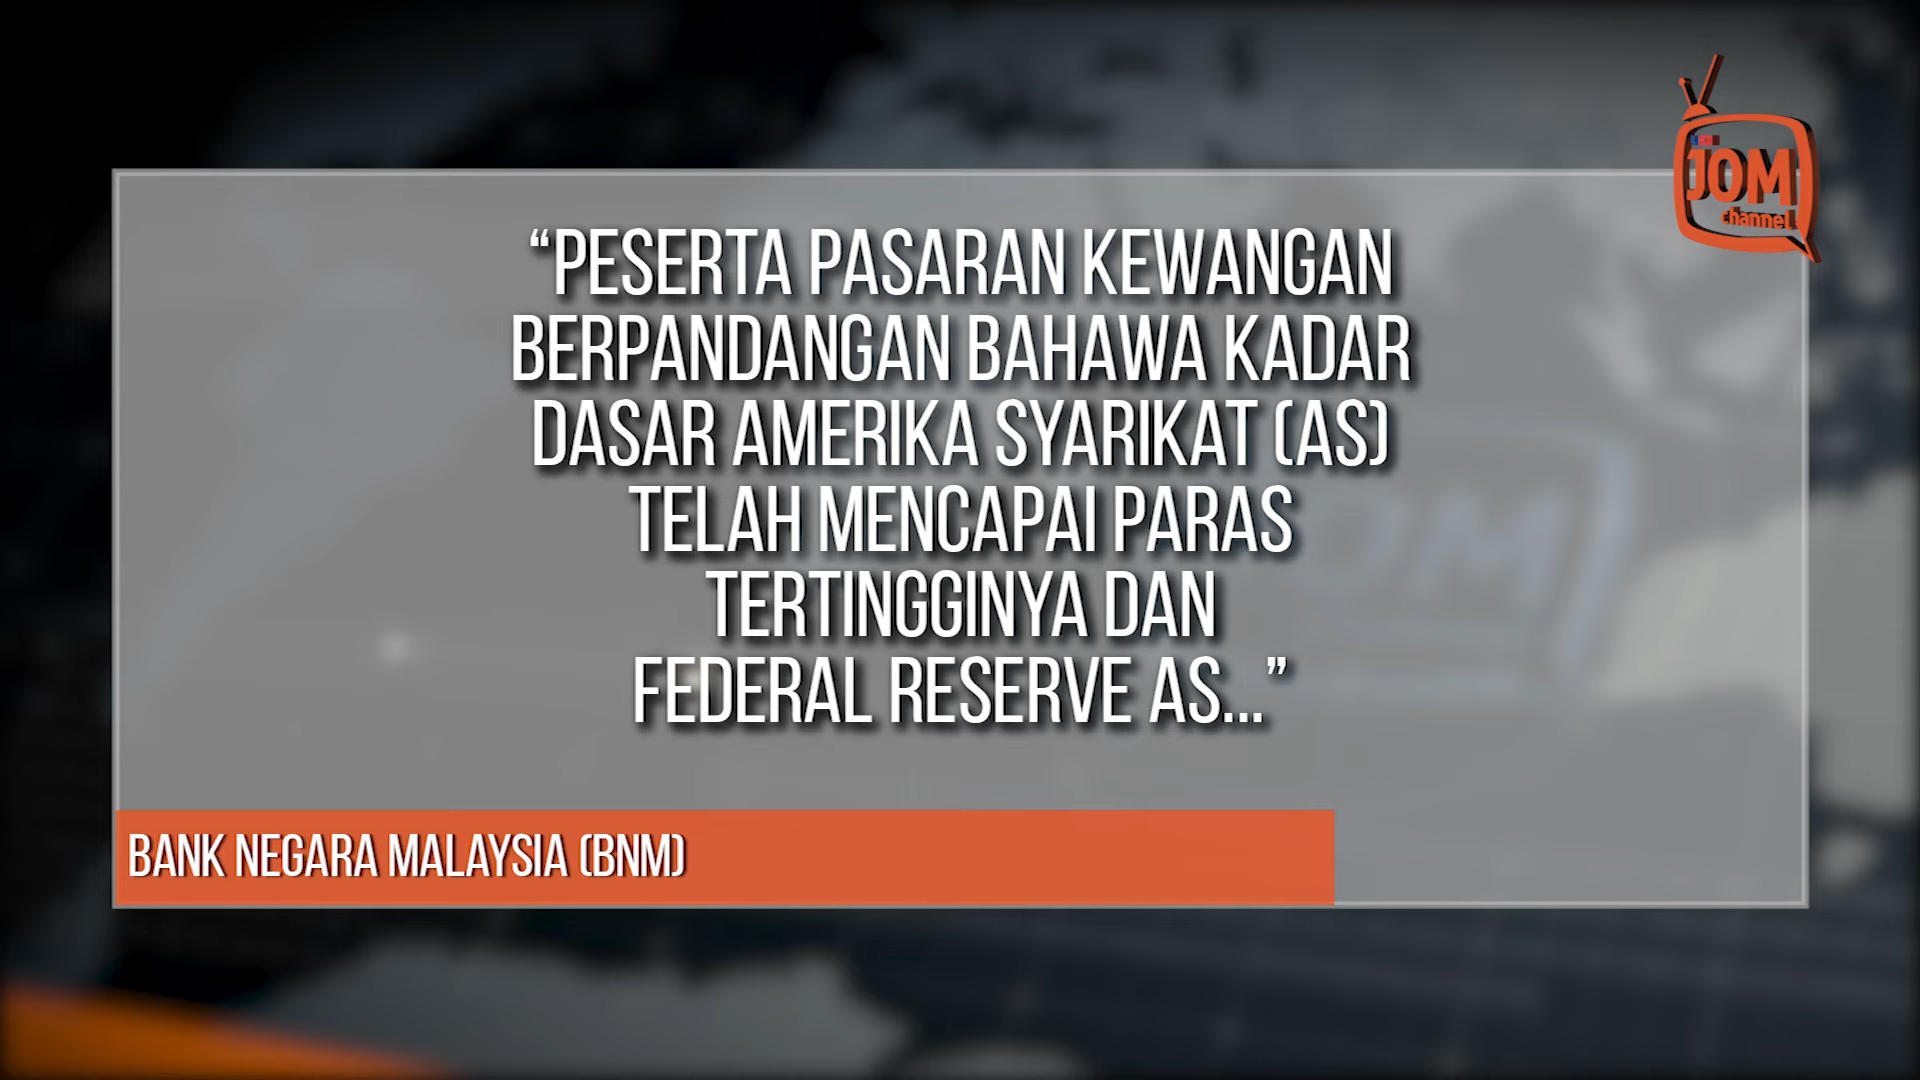 JOM
channel
“PESERTA PASARAN KEWANGAN
BERPANDANGAN BAHAWA KADAR
DASAR AMERIKA SYARIKAT (AS)
TELAH MENCAPAI PARAS
TERTINGGINYA DAN
FEDERAL RESERVE AS...”
JOM
BANK NEGARA MALAYSIA (BNM)